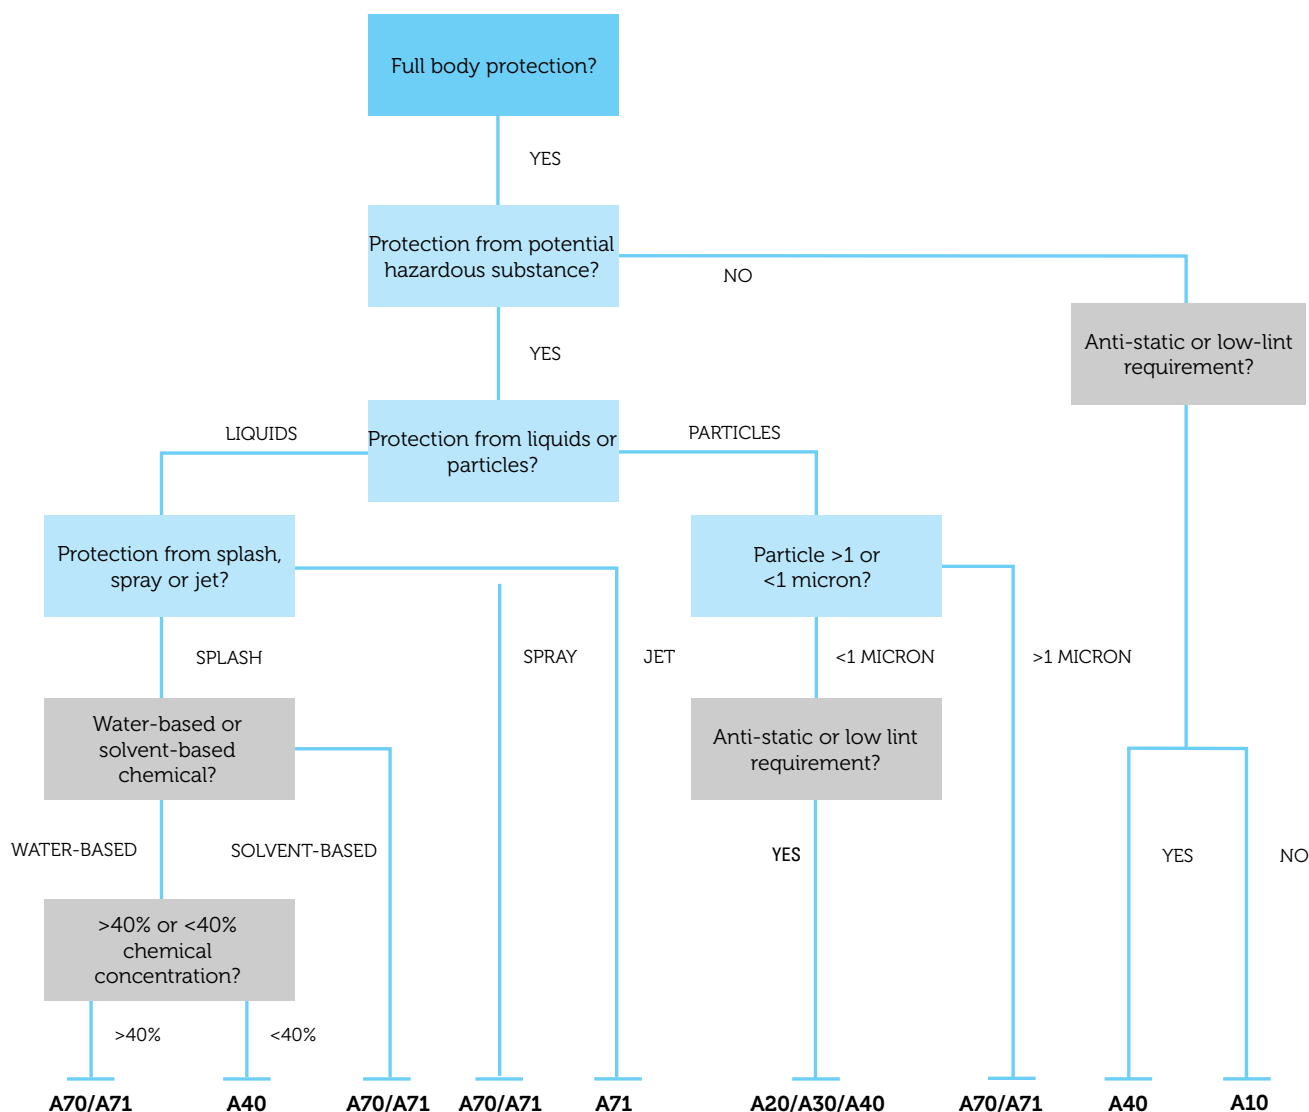 Full body protection?
YES
Protection from potential
hazardous substance?
NO
YES
Anti-static or low-lint
requirement?
LIQUIDS
Protection from liquids or
particles?
PARTICLES
Protection from splash,
spray or jet?
Particle >1 or
<1 micron?
SPLASH
SPRAY
JET
<1 MICRON
>1 MICRON
Water-based or
solvent-based
chemical?
Anti-static or low lint
requirement?
WATER-BASED
SOLVENT-BASED
YES
YES
NO
>40% or <40%
chemical
concentration?
>40%
<40%
A70/A71
A40
A70/A71
A70/A71
A71
A20/A30/A40
A70/A71
A40
A10